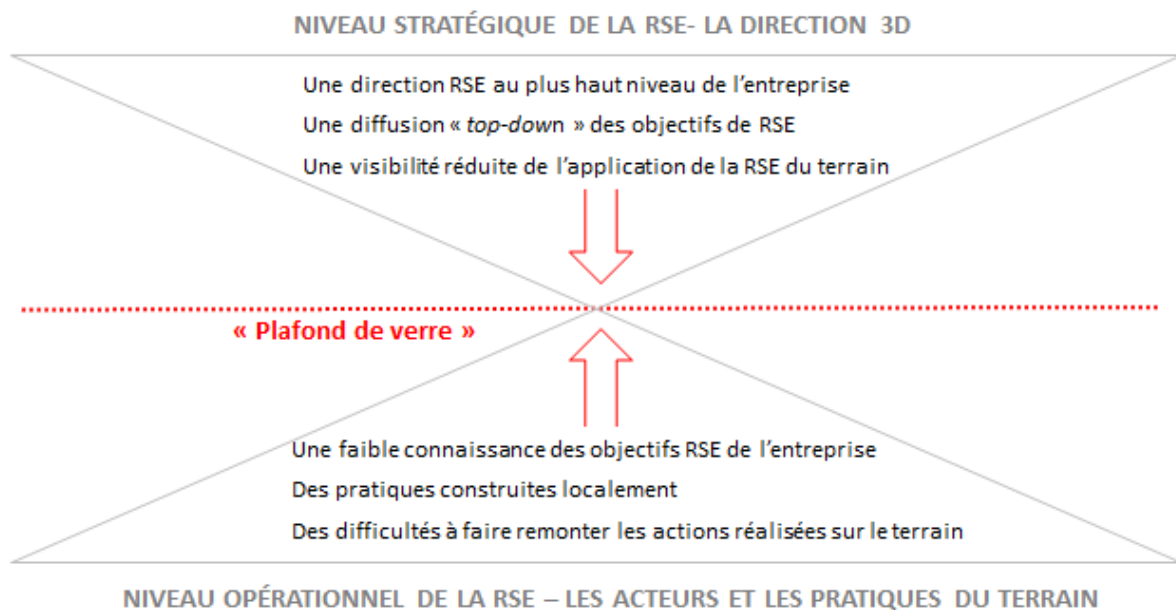 NIVEAU STRATÉGIQUE DE LA RSE- LA DIRECTION 3D
Une direction RSE au plus haut niveau de l’entreprise
Une diffusion « top-down » des objectifs de RSE
Une visibilité réduite de l’application de la RSE du terrain
« Plafond de verre »
Une faible connaissance des objectifs RSE de l’entreprise
Des pratiques construites localement
Des difficultés à faire remonter les actions réalisées sur le terrain
NIVEAU OPÉRATIONNEL DE LA RSE – LES ACTEURS ET LES PRATIQUES DU TERRAIN